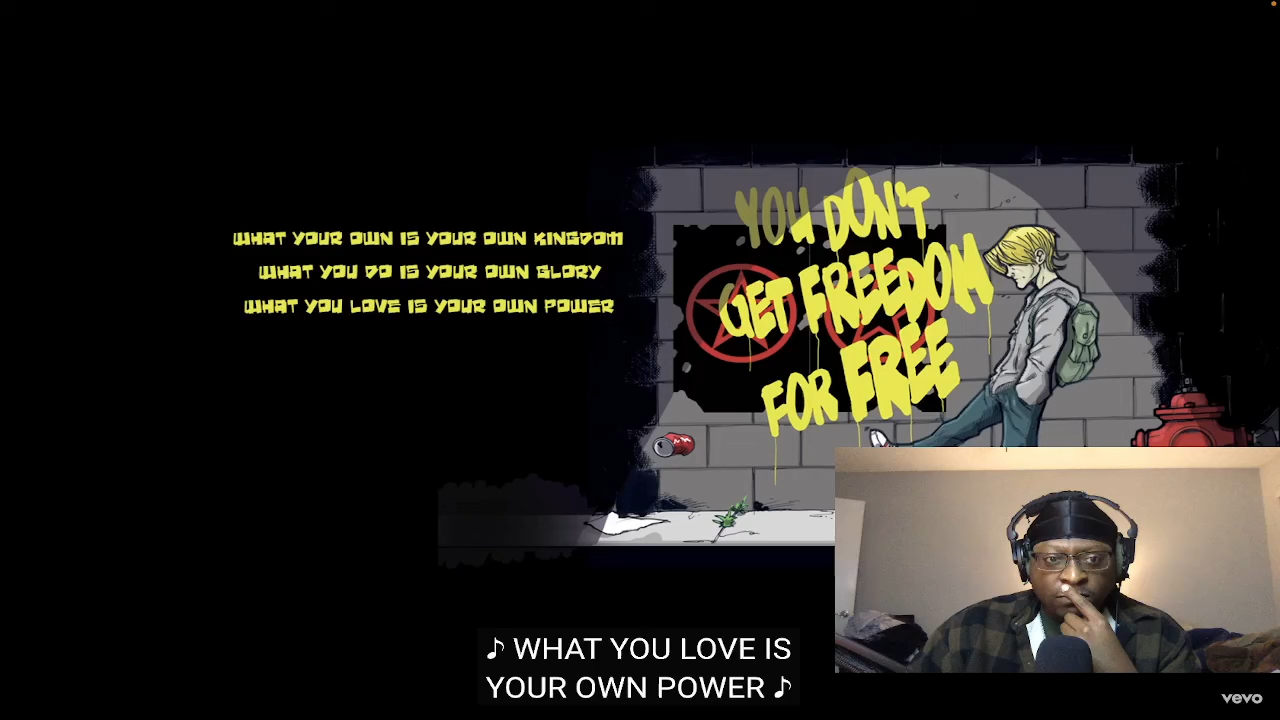 WHAT YOUR OWN IS YOUR OWN KINGDOM
WHAT YOU DO IS YOUR OWN GLORY
WHAT YOU LOVE IS YOUR OWN POWER
YOU DON'T
GET FREEDOM
FOR FREE
♪ WHAT YOU LOVE IS
YOUR OWN POWER ♪
vevo